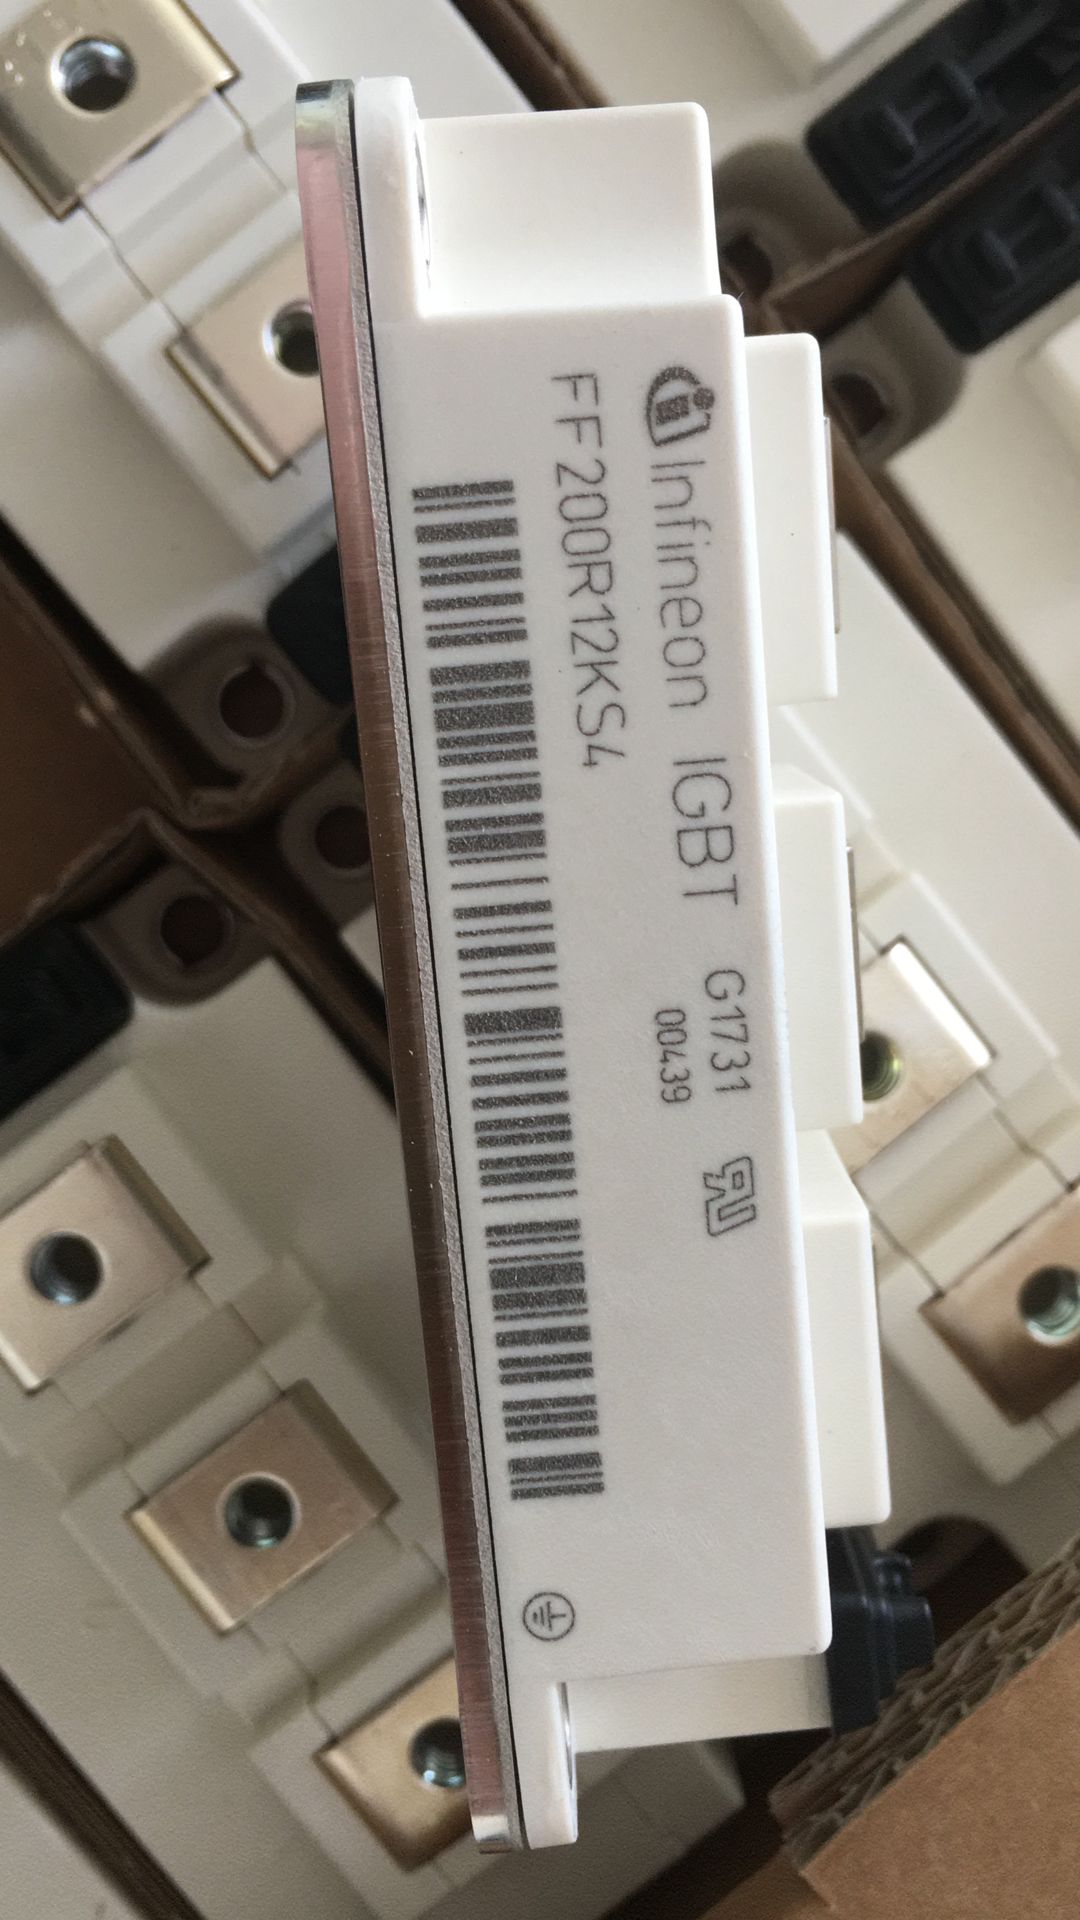 Infineon IGBT G1731
00439
FF200R12KS4